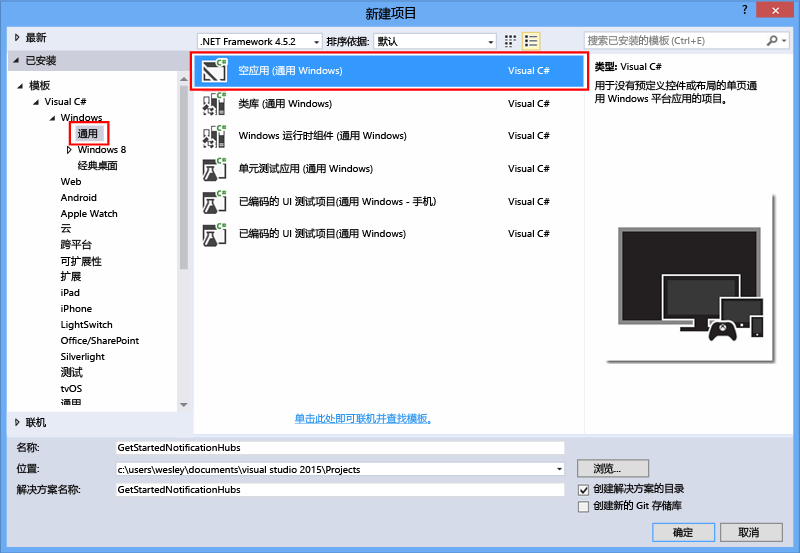 新建项目
? ×
最新
.NET Framework 4.5.2 排序依据: 默认 搜索已安装的模板 (Ctrl+E)
已安装
模板
Visual C#
Windows
通用
Windows 8
经典桌面
Web
Android
Apple Watch
云
跨平台
可扩展性
扩展
iPad
iPhone
LightSwitch
Office/SharePoint
Silverlight
测试
tvOS
通用
联机
空应用 (通用 Windows) Visual C#
类库 (通用 Windows) Visual C#
Windows 运行时组件 (通用 Windows) Visual C#
单元测试应用 (通用 Windows) Visual C#
已编码的 UI 测试项目(通用 Windows - 手机) Visual C#
已编码的 UI 测试项目(通用 Windows) Visual C#
单击此处即可联机并查找模板。
类型: Visual C#
用于没有预定义控件或布局的单页通
用 Windows 平台应用的项目。
名称: GetStartedNotificationHubs
位置: c:\users\wesley\documents\visual studio 2015\Projects 浏览...
解决方案名称: GetStartedNotificationHubs
创建解决方案的目录
创建新的 Git 存储库
确定 取消